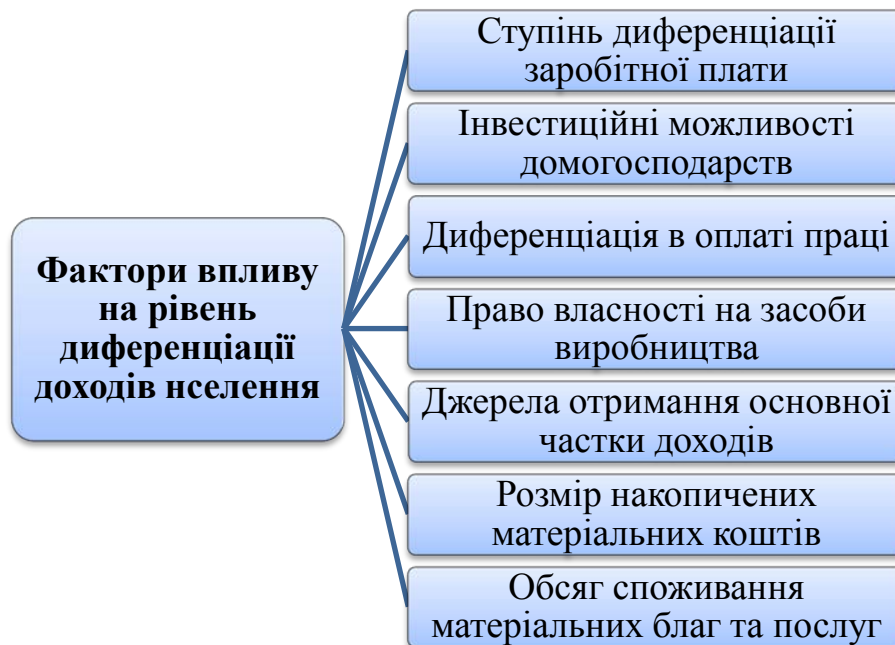 Ступінь диференціації
заробітної плати
Інвестиційні можливості
домогосподарств
Диференціація в оплаті праці
Фактори впливу
на рівень
диференціації
доходів нселення
Право власності на засоби
виробництва
Джерела отримання основної
частки доходів
Розмір накопичених
матеріальних коштів
Обсяг споживання
матеріальних благ та послуг